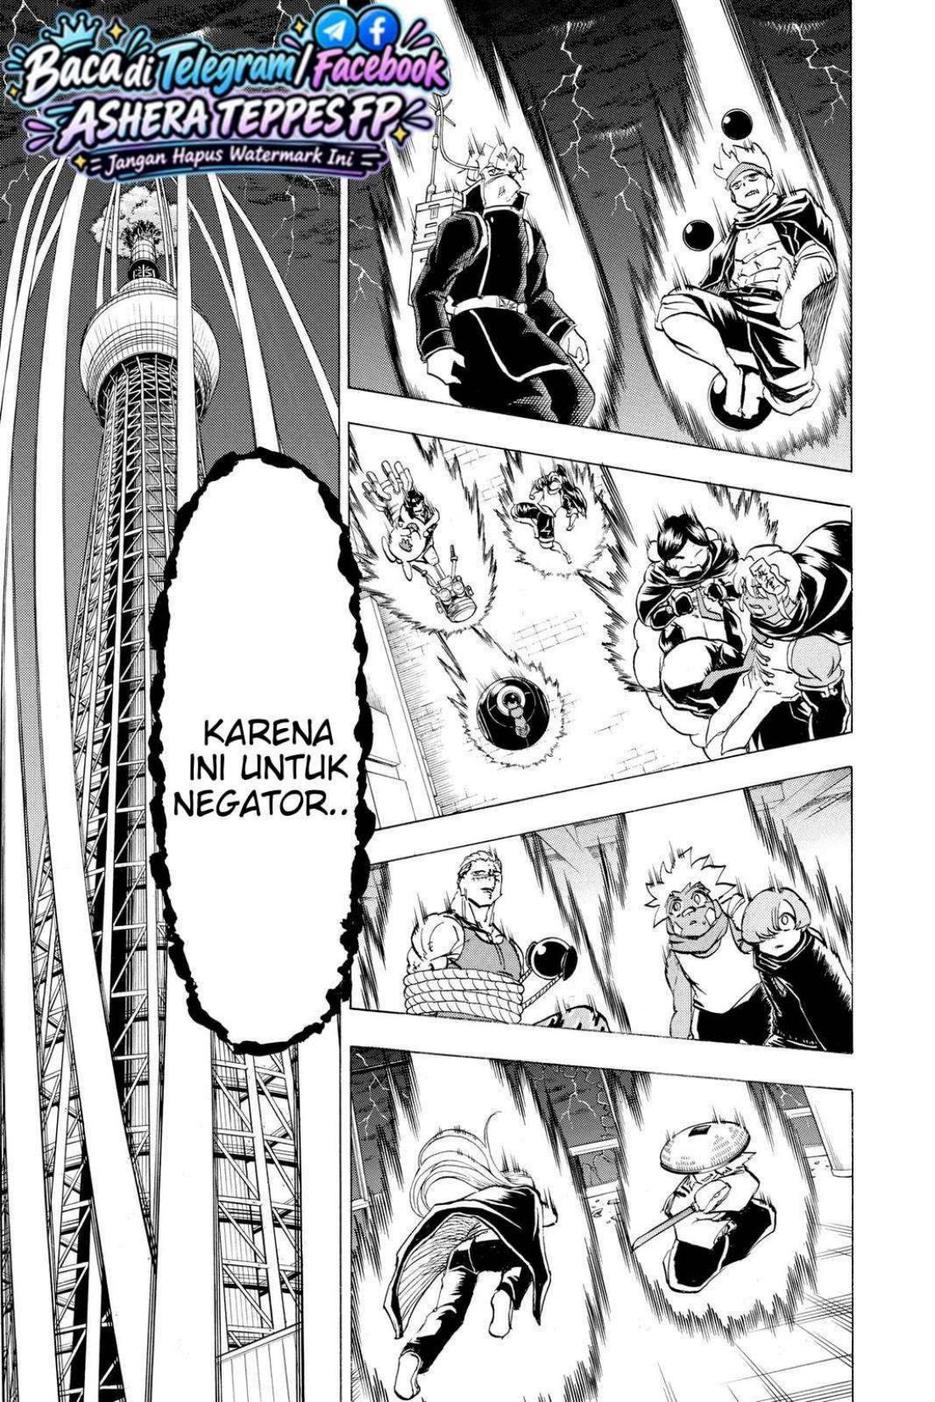 Baca di Telegram/Facebook
ASHERA TEPPES FP
Jangan Hapus Watermark Ini
KARENA
INI UNTUK
NEGATOR..